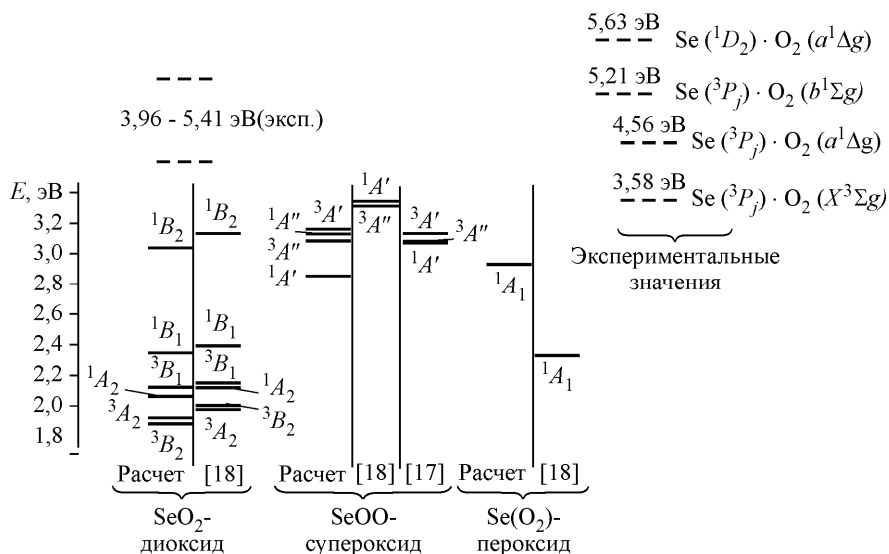 5,63 эВ Se (¹D₂) · O₂ (a¹Δg)
5,21 эВ Se (³Pⱼ) · O₂ (b¹Σg)
4,56 эВ Se (³Pⱼ) · O₂ (a¹Δg)
3,58 эВ Se (³Pⱼ) · O₂ (X³Σg)
Экспериментальные
значения
3,96 - 5,41 эВ(эксп.)
E, эВ
3,2
3,0
2,8
2,6
2,4
2,2
2,0
1,8
¹B₂
¹B₁
³B₁
¹A₂
³A₂
³B₂
¹B₂
¹B₁
³B₁
¹A₂
³B₂
³A₂
Расчет [18]
SeO₂-
диоксид
¹A″
³A′
³A″
¹A′
¹A′
³A″
³A′
³A″
¹A′
Расчет [18] [17]
SeOO-
супероксид
¹A₁
¹A₁
Расчет [18]
Se(O₂)-
пероксид